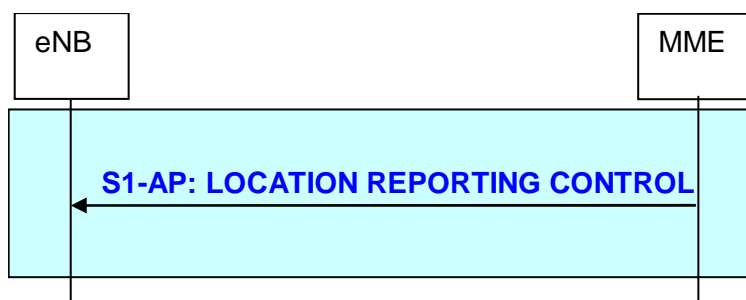 eNB
MME
S1-AP: LOCATION REPORTING CONTROL